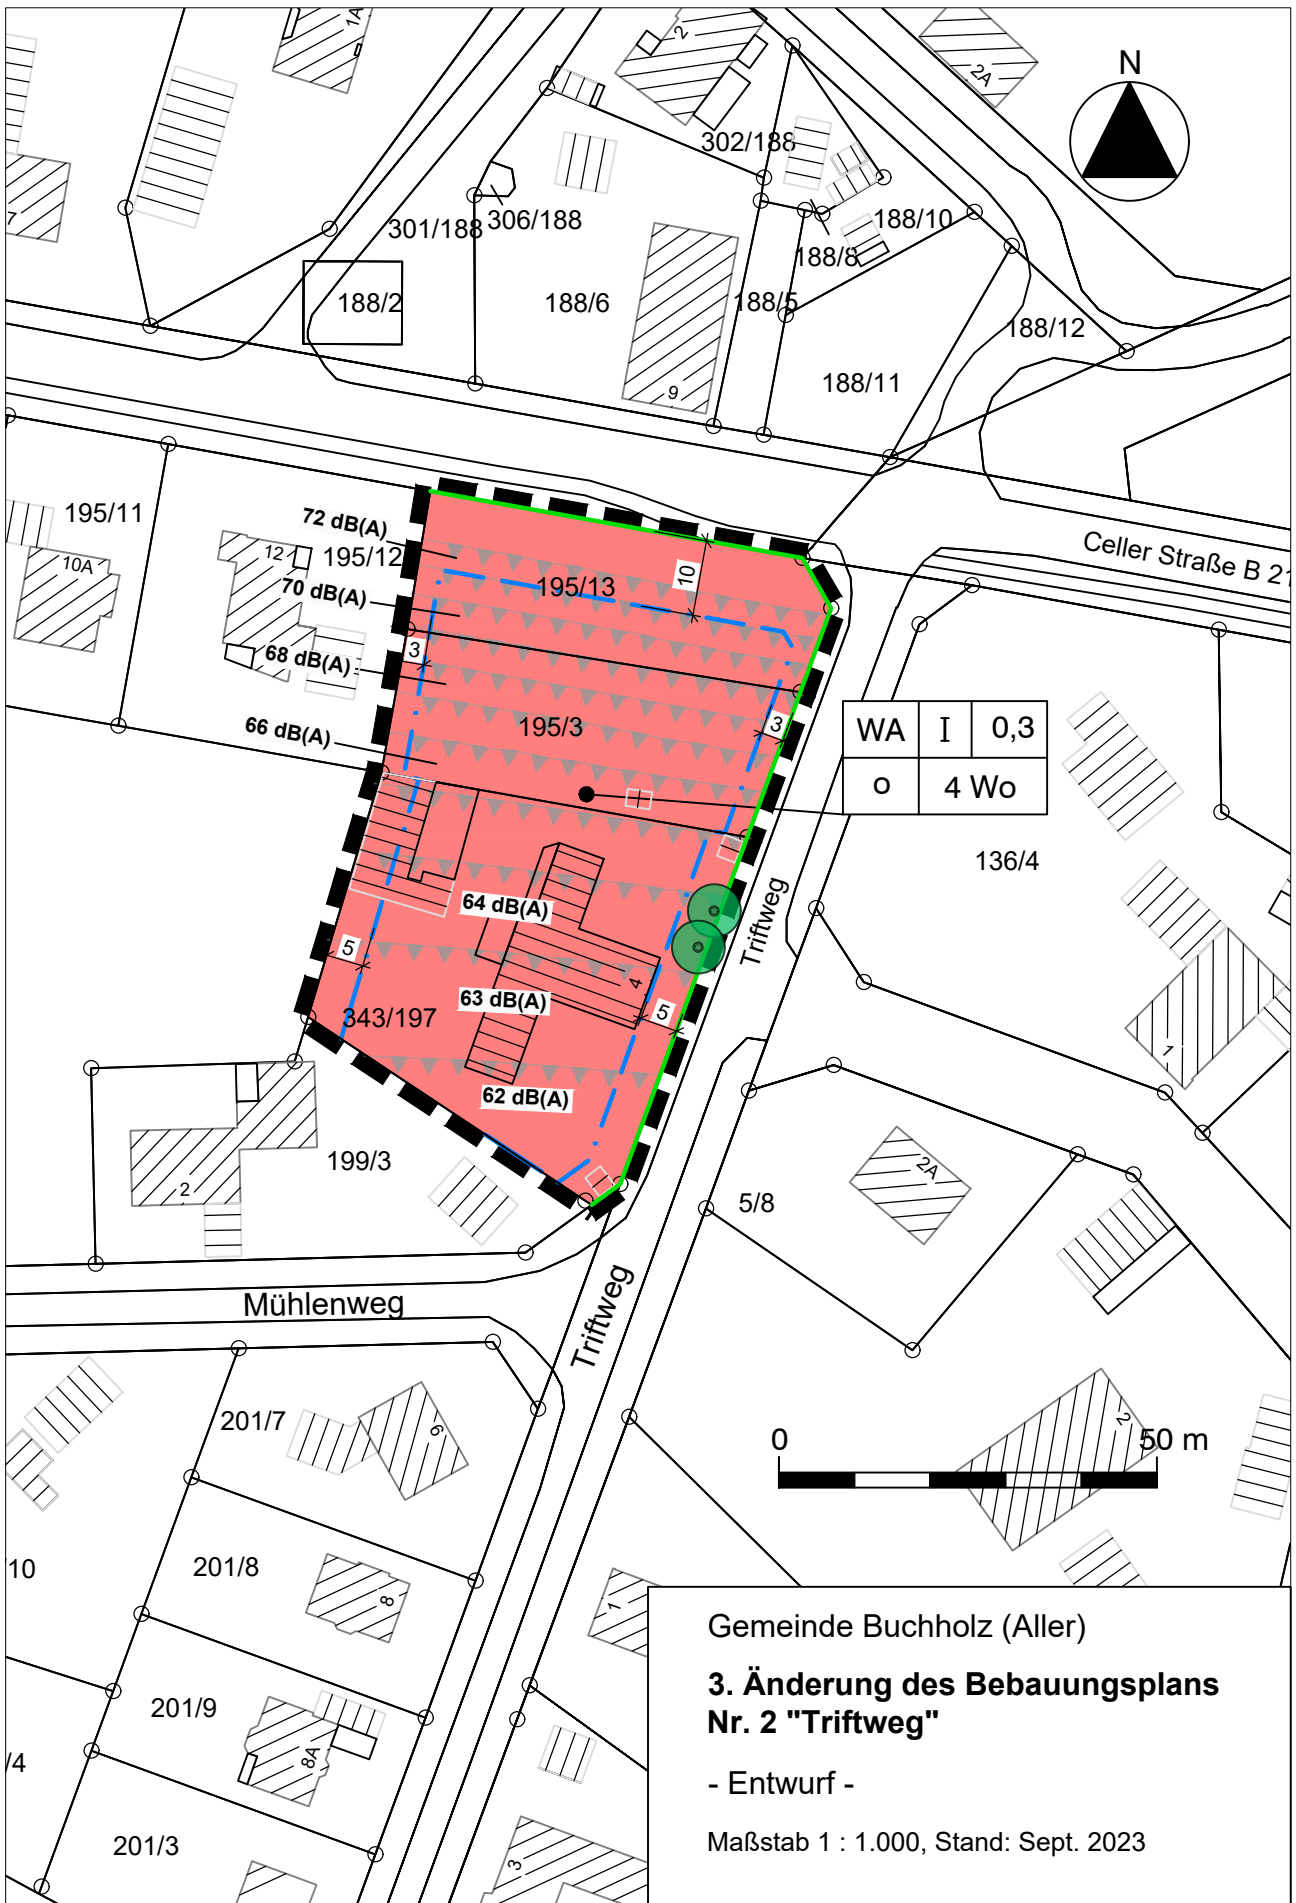 1A
2
2A
N
7
302/188
301/188
306/188
188/10
188/8
188/2
188/6
188/5
188/12
188/11
9
195/11
10A
12
195/12
72 dB(A)
70 dB(A)
68 dB(A)
66 dB(A)
195/13
10
3
195/3
3
Celler Straße B 21
WA I 0,3
o 4 Wo
136/4
64 dB(A)
Triftweg
5
4
63 dB(A)
5
343/197
1
62 dB(A)
199/3
2
2A
5/8
Mühlenweg
Triftweg
201/7
6
0 50 m
2
10
201/8
8
1
201/9
8A
/4
201/3
3
Gemeinde Buchholz (Aller)
3. Änderung des Bebauungsplans
Nr. 2 "Triftweg"
- Entwurf -
Maßstab 1 : 1.000, Stand: Sept. 2023